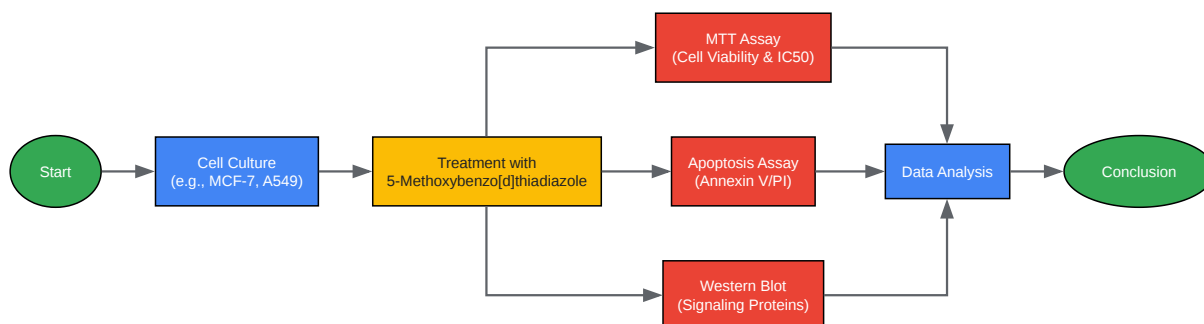 Start
Cell Culture
(e.g., MCF-7, A549)
Treatment with
5-Methoxybenzo[d]thiadiazole
MTT Assay
(Cell Viability & IC50)
Apoptosis Assay
(Annexin V/PI)
Western Blot
(Signaling Proteins)
Data Analysis
Conclusion